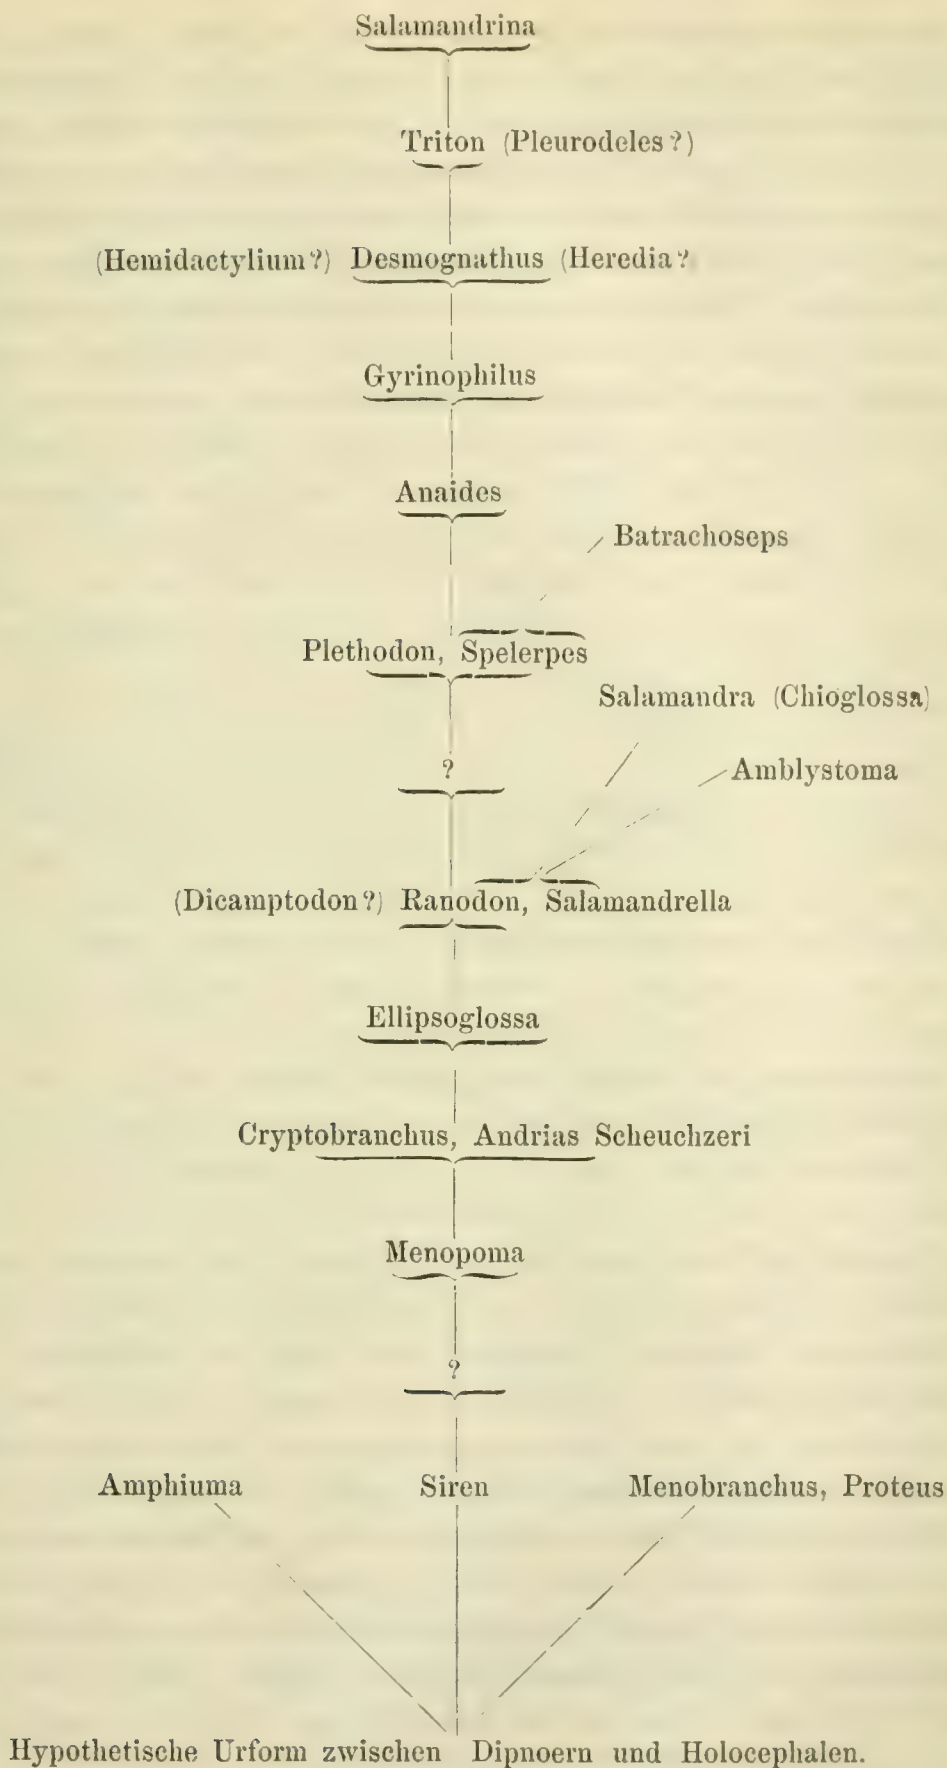 Salamandrina
Triton (Pleurodeles?)
(Hemidactylium?) Desmognathus (Heredia?
Gyrinophilus
Anaides
Batrachoseps
Plethodon, Spelerpes
Salamandra (Chioglossa)
?
Amblystoma
(Dicamptodon?) Ranodon, Salamandrella
Ellipsoglossa
Cryptobranchus, Andrias Scheuchzeri
Menopoma
?
Amphiuma Siren Menobranchus, Proteus
Hypothetische Urform zwischen Dipnoern und Holocephalen.